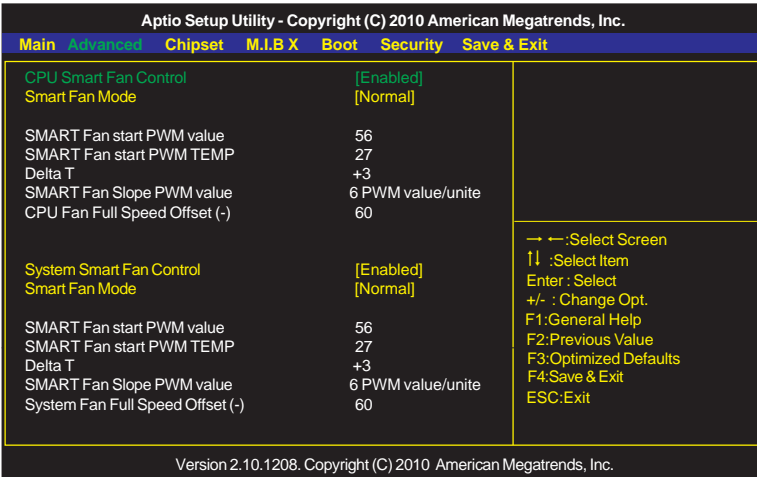 Aptio Setup Utility - Copyright (C) 2010 American Megatrends, Inc.
Main Advanced Chipset M.I.B X Boot Security Save & Exit
CPU Smart Fan Control [Enabled]
Smart Fan Mode [Normal]
SMART Fan start PWM value 56
SMART Fan start PWM TEMP 27
Delta T +3
SMART Fan Slope PWM value 6 PWM value/unite
CPU Fan Full Speed Offset (-) 60
System Smart Fan Control [Enabled]
Smart Fan Mode [Normal]
SMART Fan start PWM value 56
SMART Fan start PWM TEMP 27
Delta T +3
SMART Fan Slope PWM value 6 PWM value/unite
System Fan Full Speed Offset (-) 60
→ ←:Select Screen
↑↓ :Select Item
Enter : Select
+/- : Change Opt.
F1:General Help
F2:Previous Value
F3:Optimized Defaults
F4:Save & Exit
ESC:Exit
Version 2.10.1208. Copyright (C) 2010 American Megatrends, Inc.